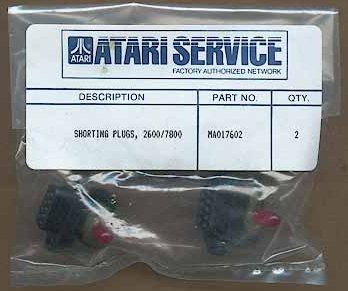 ATARI
ATARI SERVICE
FACTORY AUTHORIZED NETWORK
DESCRIPTION PART NO. QTY.
SHORTING PLUGS, 2600/7800 MA017602 2